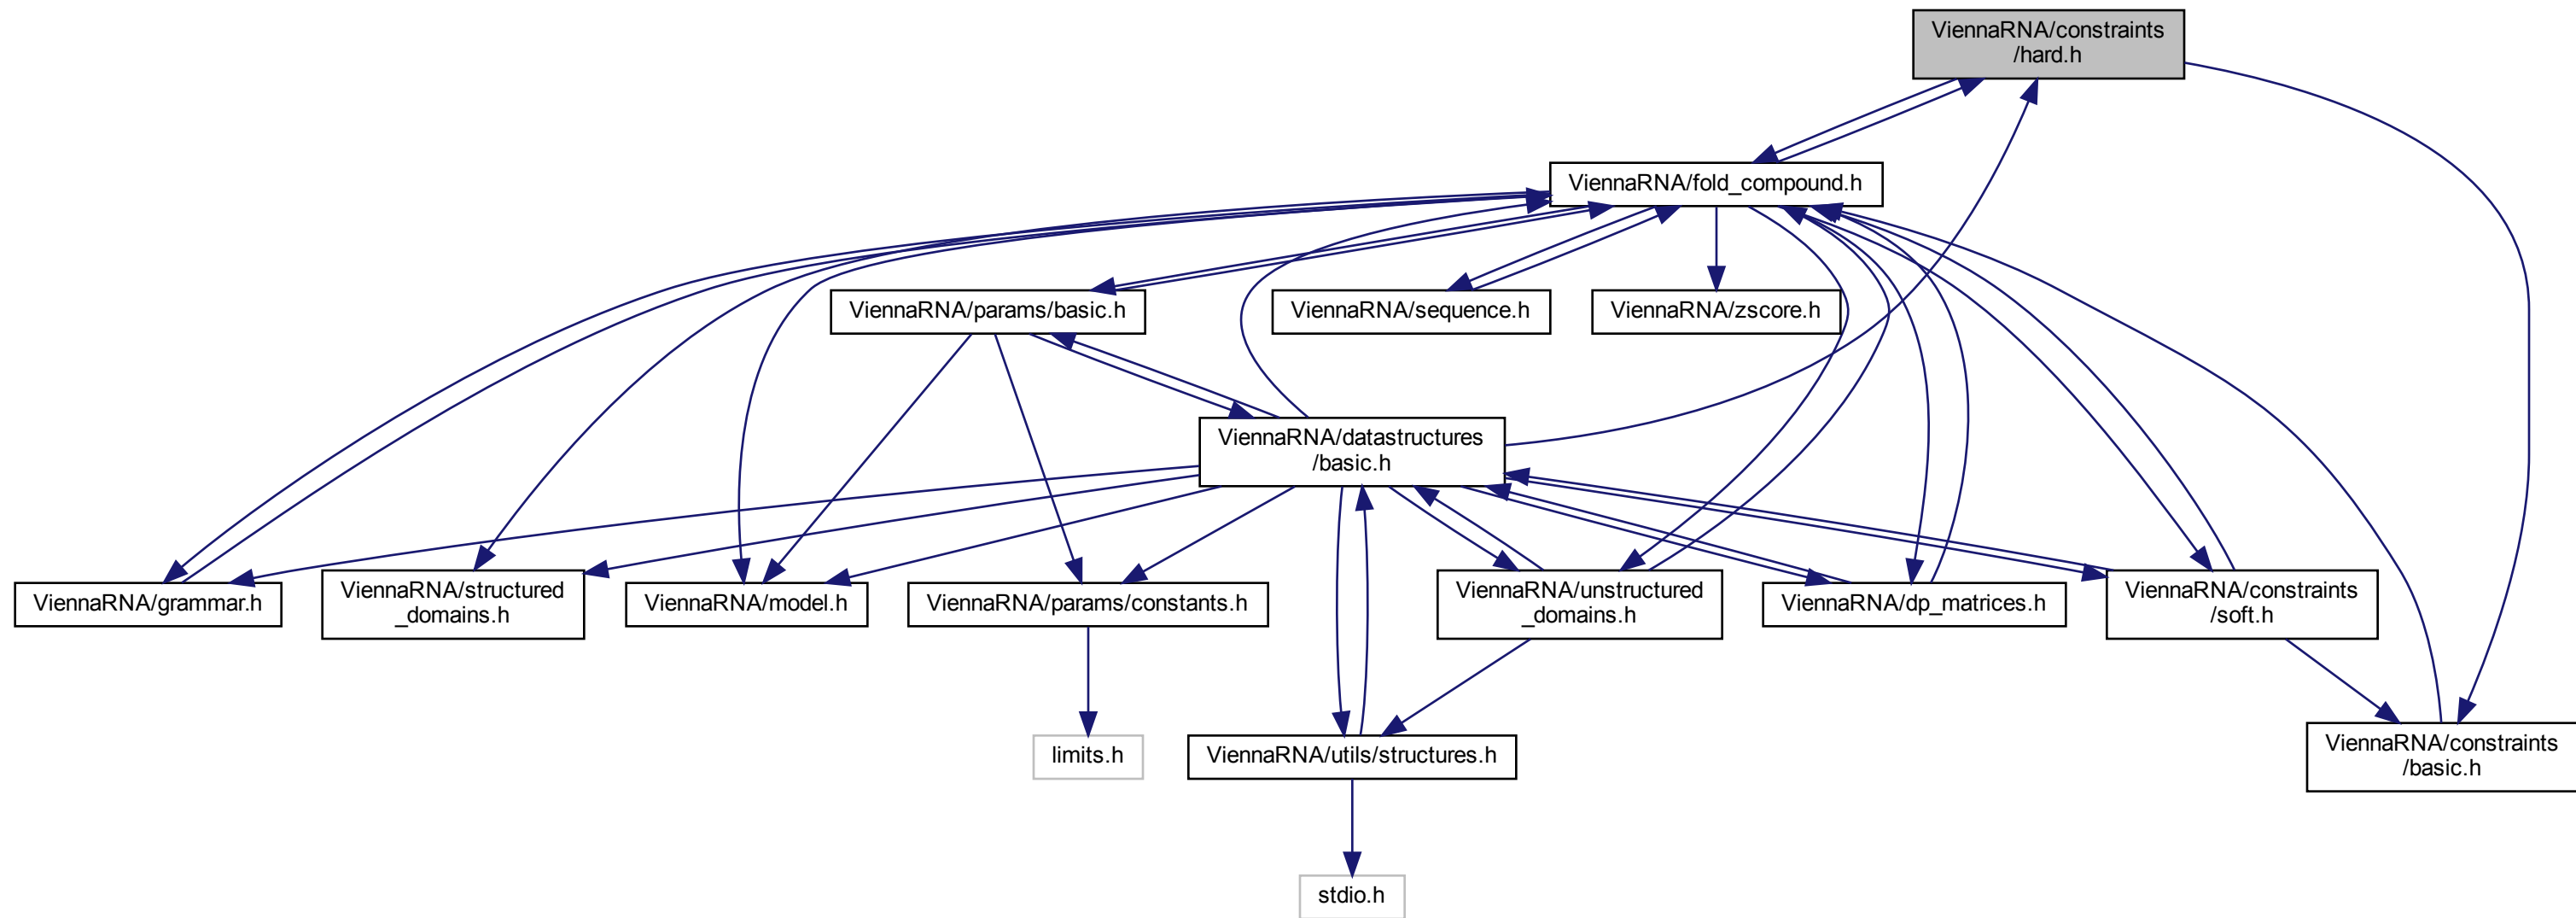 ViennaRNA/constraints
/hard.h
ViennaRNA/fold_compound.h
ViennaRNA/params/basic.h
ViennaRNA/sequence.h
ViennaRNA/zscore.h
ViennaRNA/datastructures
/basic.h
ViennaRNA/grammar.h
ViennaRNA/structured
_domains.h
ViennaRNA/model.h
ViennaRNA/params/constants.h
ViennaRNA/unstructured
_domains.h
ViennaRNA/dp_matrices.h
ViennaRNA/constraints
/soft.h
limits.h
ViennaRNA/utils/structures.h
ViennaRNA/constraints
/basic.h
stdio.h